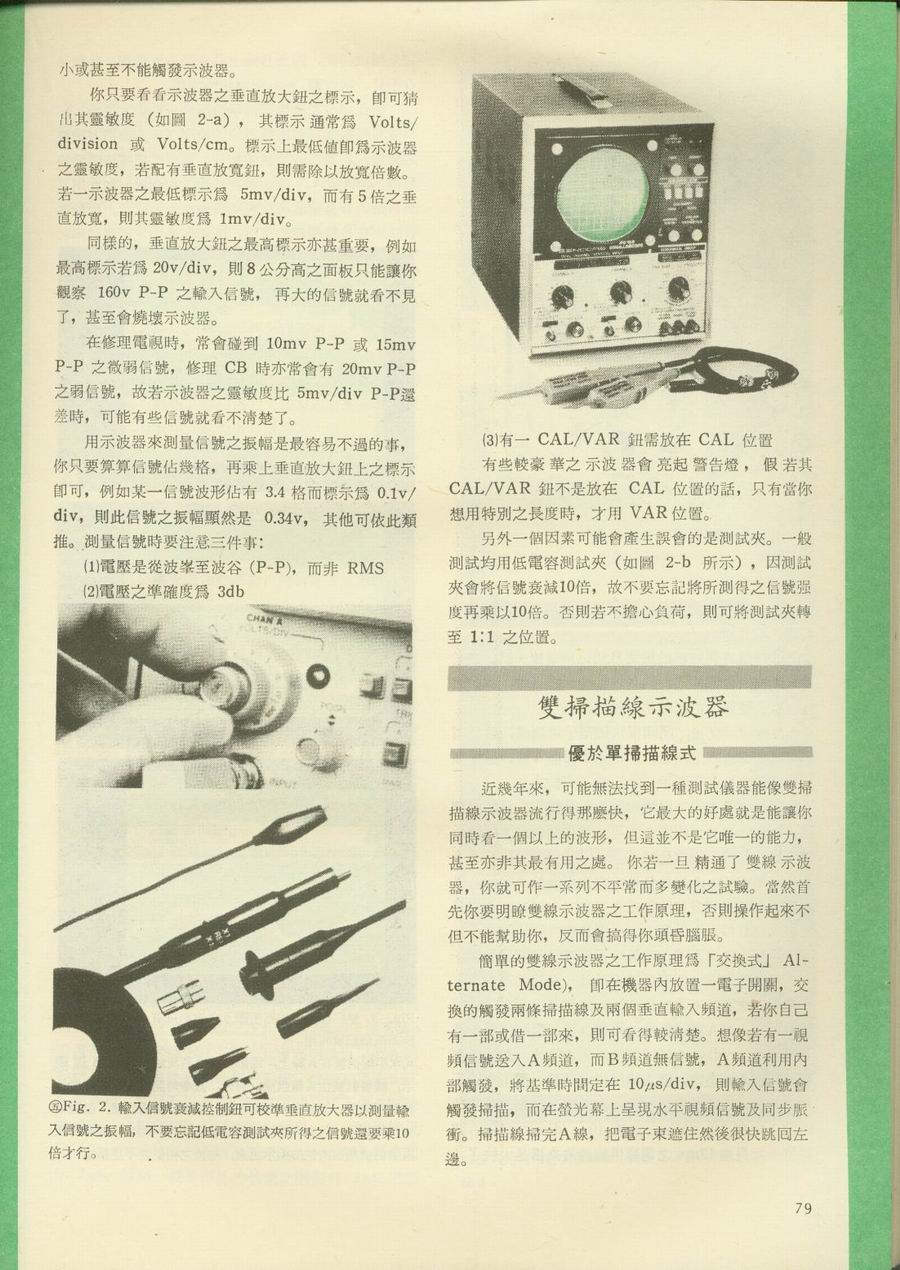 小或甚至不能觸發示波器。
你只要看看示波器之垂直放大鈕之標示，卽可猜
出其靈敏度（如圖 2-a），其標示通常爲 Volts/
division 或 Volts/cm。標示上最低値卽爲示波器
之靈敏度，若配有垂直放寬鈕，則需除以放寬倍數。
若一示波器之最低標示爲 5mv/div，而有5倍之垂
直放寬，則其靈敏度爲 1mv/div。
同樣的，垂直放大鈕之最高標示亦甚重要，例如
最高標示若爲 20v/div，則8公分高之面板只能讓你
觀察 160v P-P 之輸入信號，再大的信號就看不見
了，甚至會燒壞示波器。
在修理電視時，常會碰到 10mv P-P 或 15mv
P-P 之微弱信號，修理 CB 時亦常會有 20mv P-P
之弱信號，故若示波器之靈敏度比 5mv/div P-P還
差時，可能有些信號就看不淸楚了。
用示波器來測量信號之振幅是最容易不過的事，
你只要算算信號佔幾格，再乘上垂直放大鈕上之標示
卽可，例如某一信號波形佔有 3.4 格而標示爲 0.1v/
div，則此信號之振幅顯然是 0.34v，其他可依此類
推。測量信號時要注意三件事：
(1)電壓是從波峯至波谷（P-P)，而非 RMS
(2)電壓之準確度爲 3db
CHAN A
VOLTS/DIV
POSN
INPUT
㊄Fig. 2. 輸入信號衰減控制鈕可校準垂直放大器以測量輸
入信號之振幅，不要忘記低電容測試夾所得之信號還要乘10
倍才行。
(3)有一 CAL/VAR 鈕需放在 CAL 位置
有些較豪華之示波器會亮起警告燈，假若其
CAL/VAR 鈕不是放在 CAL 位置的話，只有當你
想用特別之長度時，才用 VAR位置。
另外一個因素可能會產生誤會的是測試夾。一般
測試均用低電容測試夾（如圖 2-b 所示），因測試
夾會將信號衰減10倍，故不要忘記將所測得之信號强
度再乘以10倍。否則若不擔心負荷，則可將測試夾轉
至 1:1 之位置。
雙掃描線示波器
優於單掃描線式
近幾年來，可能無法找到一種測試儀器能像雙掃
描線示波器流行得那麽快，它最大的好處就是能讓你
同時看一個以上的波形，但這並不是它唯一的能力，
甚至亦非其最有用之處。你若一旦精通了雙線示波
器，你就可作一系列不平常而多變化之試驗。當然首
先你要明瞭雙線示波器之工作原理，否則操作起來不
但不能幫助你，反而會搞得你頭昏腦脹。
簡單的雙線示波器之工作原理爲「交換式」Al-
ternate Mode)，卽在機器內放置一電子開關，交
換的觸發兩條掃描線及兩個垂直輸入頻道，若你自己
有一部或借一部來，則可看得較淸楚。想像若有一視
頻信號送入A頻道，而B頻道無信號，A頻道利用內
部觸發，將基準時間定在 10μs/div，則輸入信號會
觸發掃描，而在螢光幕上呈現水平視頻信號及同步脈
衝。掃描線掃完A線，把電子束遮住然後很快跳囘左
邊。
79